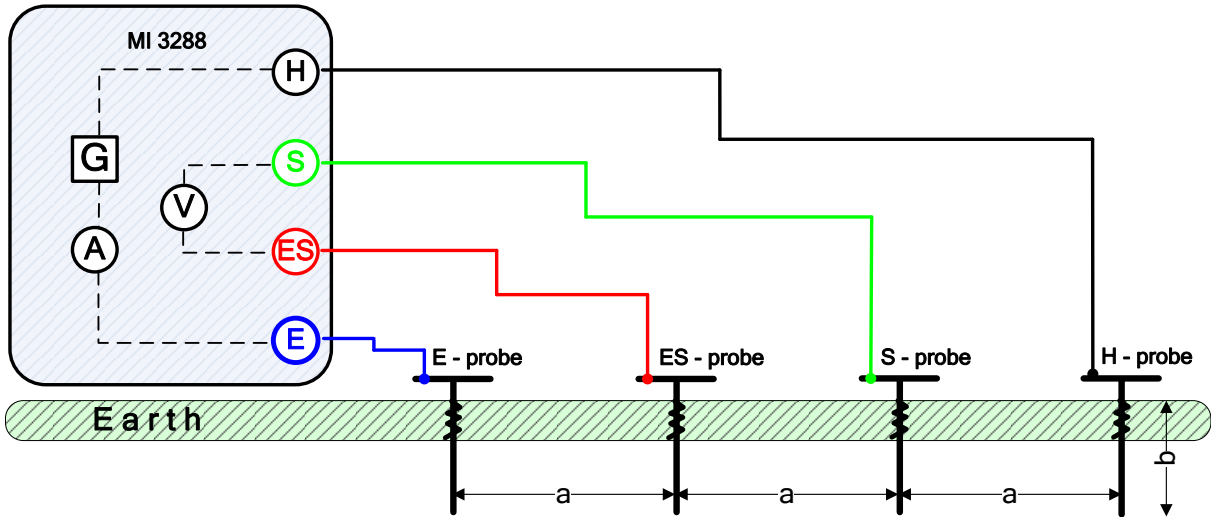 MI 3288
H
G
S
V
A
ES
E
E - probe
ES - probe
S - probe
H - probe
Earth
a
a
a
b